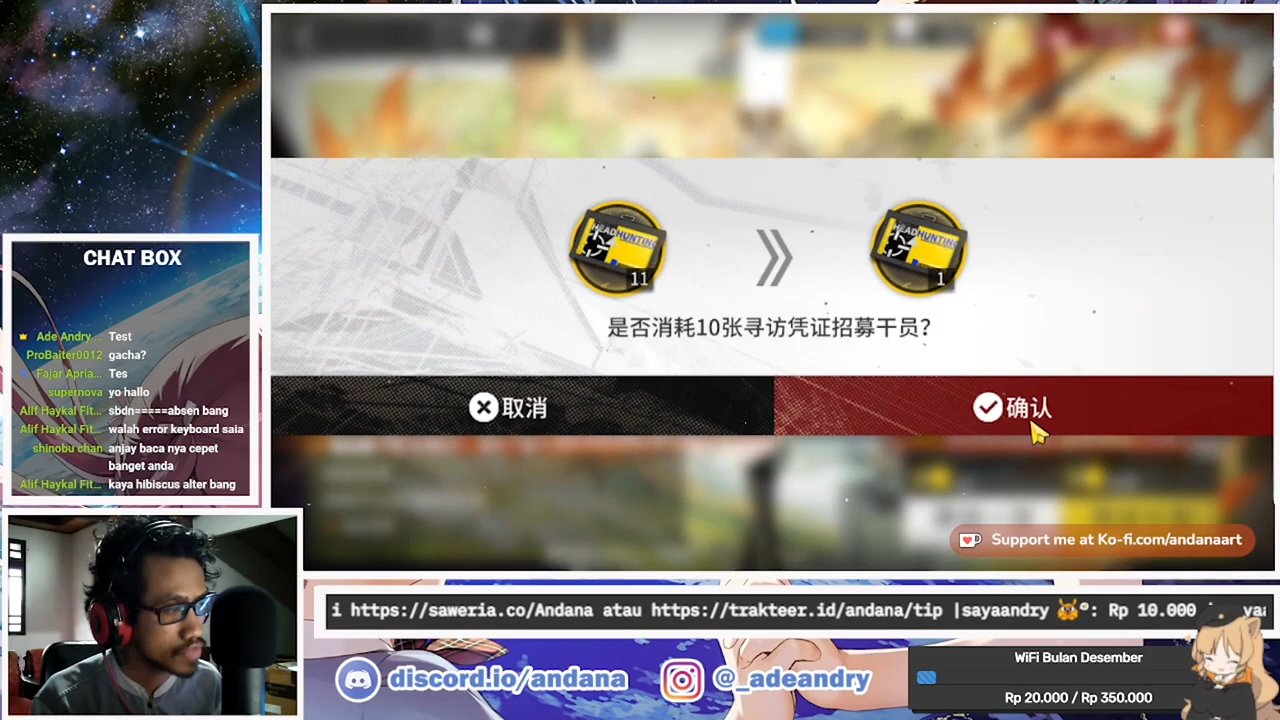 HEADHUNTING
11
HEADHUNTING
1
是否消耗10张寻访凭证招募干员?
取消
确认
Support me at Ko-fi.com/andanaart
CHAT BOX
Ade Andry ... Test
ProBaiter0012 gacha?
Fajar Apria... Tes
supernova yo hallo
Alif Haykal Fit... sbdn=====absen bang
Alif Haykal Fit... walah error keyboard saia
shinobu chan anjay baca nya cepet
banget anda
Alif Haykal Fit... kaya hibiscus alter bang
i https://saweria.co/Andana atau https://trakteer.id/andana/tip |sayaandry : Rp 10.000
discord.io/andana
@_adeandry
WiFi Bulan Desember
Rp 20.000 / Rp 350.000